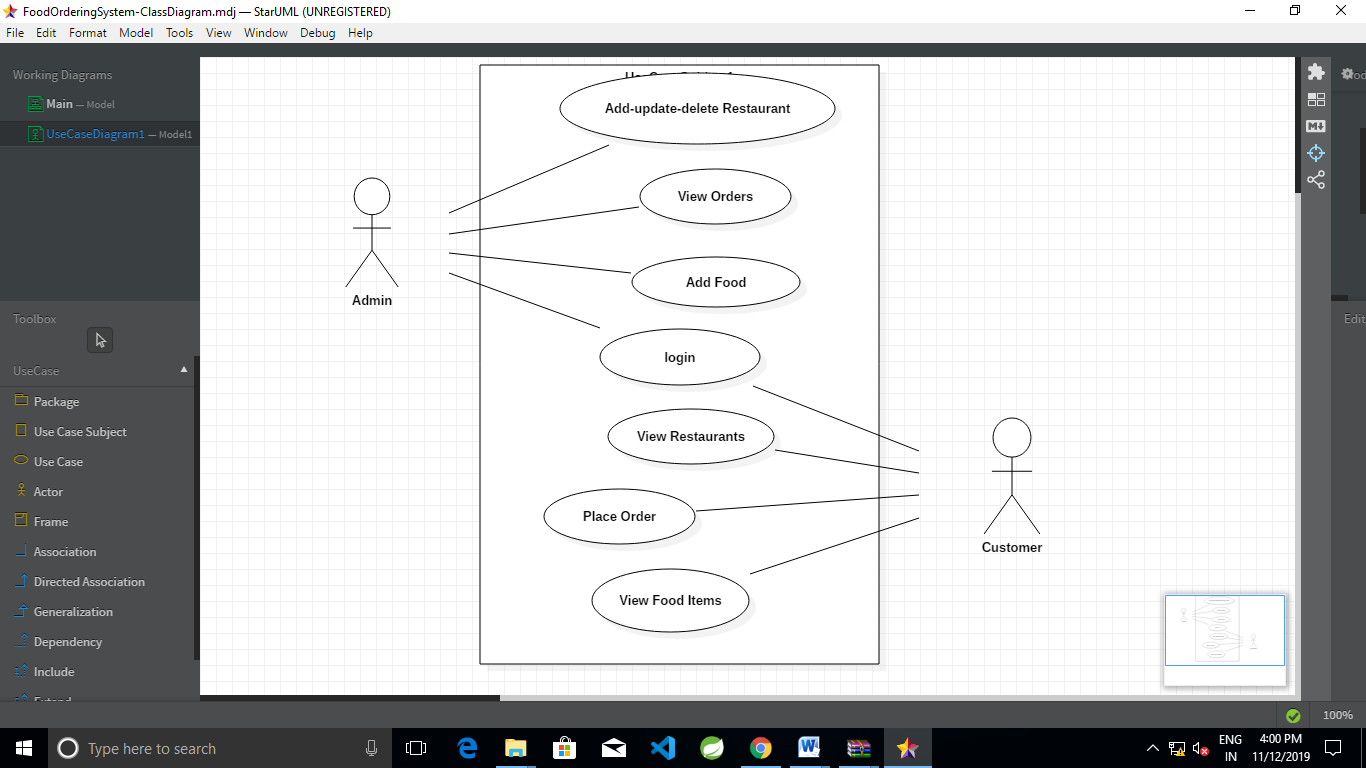 FoodOrderingSystem-ClassDiagram.mdj — StarUML (UNREGISTERED)
File Edit Format Model Tools View Window Debug Help
Working Diagrams
Main — Model
UseCaseDiagram1 — Model1
Toolbox
UseCase
Package
Use Case Subject
Use Case
Actor
Frame
Association
Directed Association
Generalization
Dependency
Include
Extend
Add-update-delete Restaurant
View Orders
Add Food
login
View Restaurants
Place Order
View Food Items
Admin
Customer
M↓
Edit
100%
Type here to search
ENG
IN
4:00 PM
11/12/2019